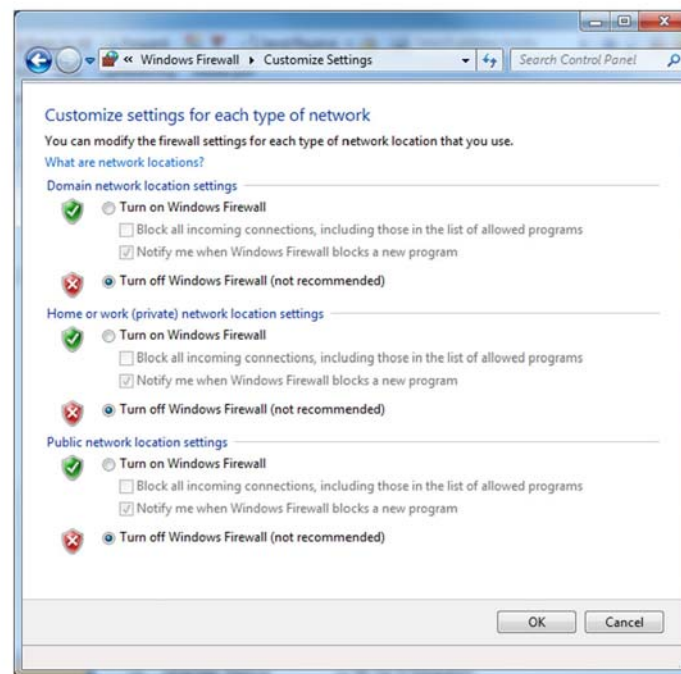 « Windows Firewall ▸ Customize Settings
Search Control Panel
Customize settings for each type of network
You can modify the firewall settings for each type of network location that you use.
What are network locations?
Domain network location settings
Turn on Windows Firewall
Block all incoming connections, including those in the list of allowed programs
Notify me when Windows Firewall blocks a new program
Turn off Windows Firewall (not recommended)
Home or work (private) network location settings
Turn on Windows Firewall
Block all incoming connections, including those in the list of allowed programs
Notify me when Windows Firewall blocks a new program
Turn off Windows Firewall (not recommended)
Public network location settings
Turn on Windows Firewall
Block all incoming connections, including those in the list of allowed programs
Notify me when Windows Firewall blocks a new program
Turn off Windows Firewall (not recommended)
OK Cancel